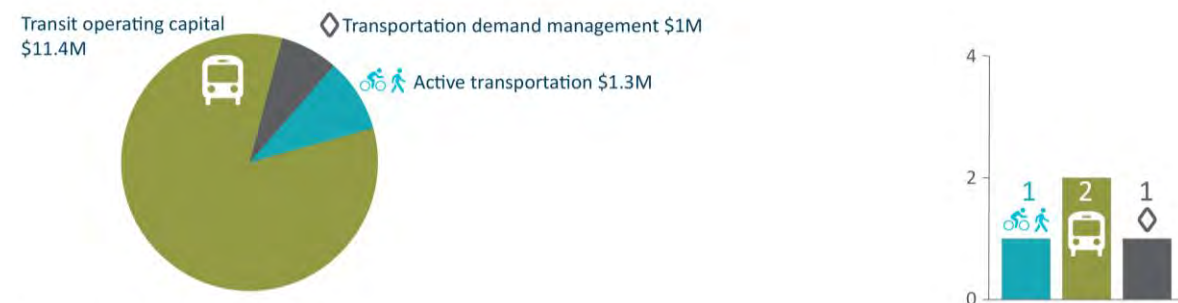 Transit operating capital
$11.4M
Transportation demand management $1M
Active transportation $1.3M
4
2
0
1
2
1